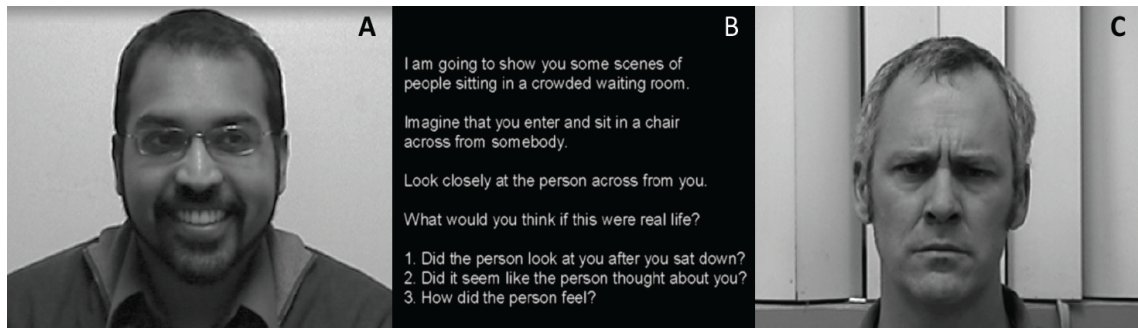 A
B
C
I am going to show you some scenes of
people sitting in a crowded waiting room.
Imagine that you enter and sit in a chair
across from somebody.
Look closely at the person across from you.
What would you think if this were real life?
1. Did the person look at you after you sat down?
2. Did it seem like the person thought about you?
3. How did the person feel?